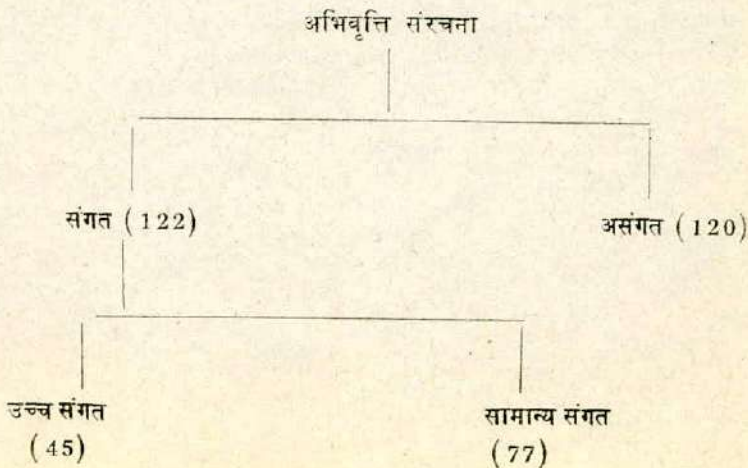 अभिवृत्ति संरचना
संगत (122) असंगत (120)
उच्च संगत सामान्य संगत
(45) (77)